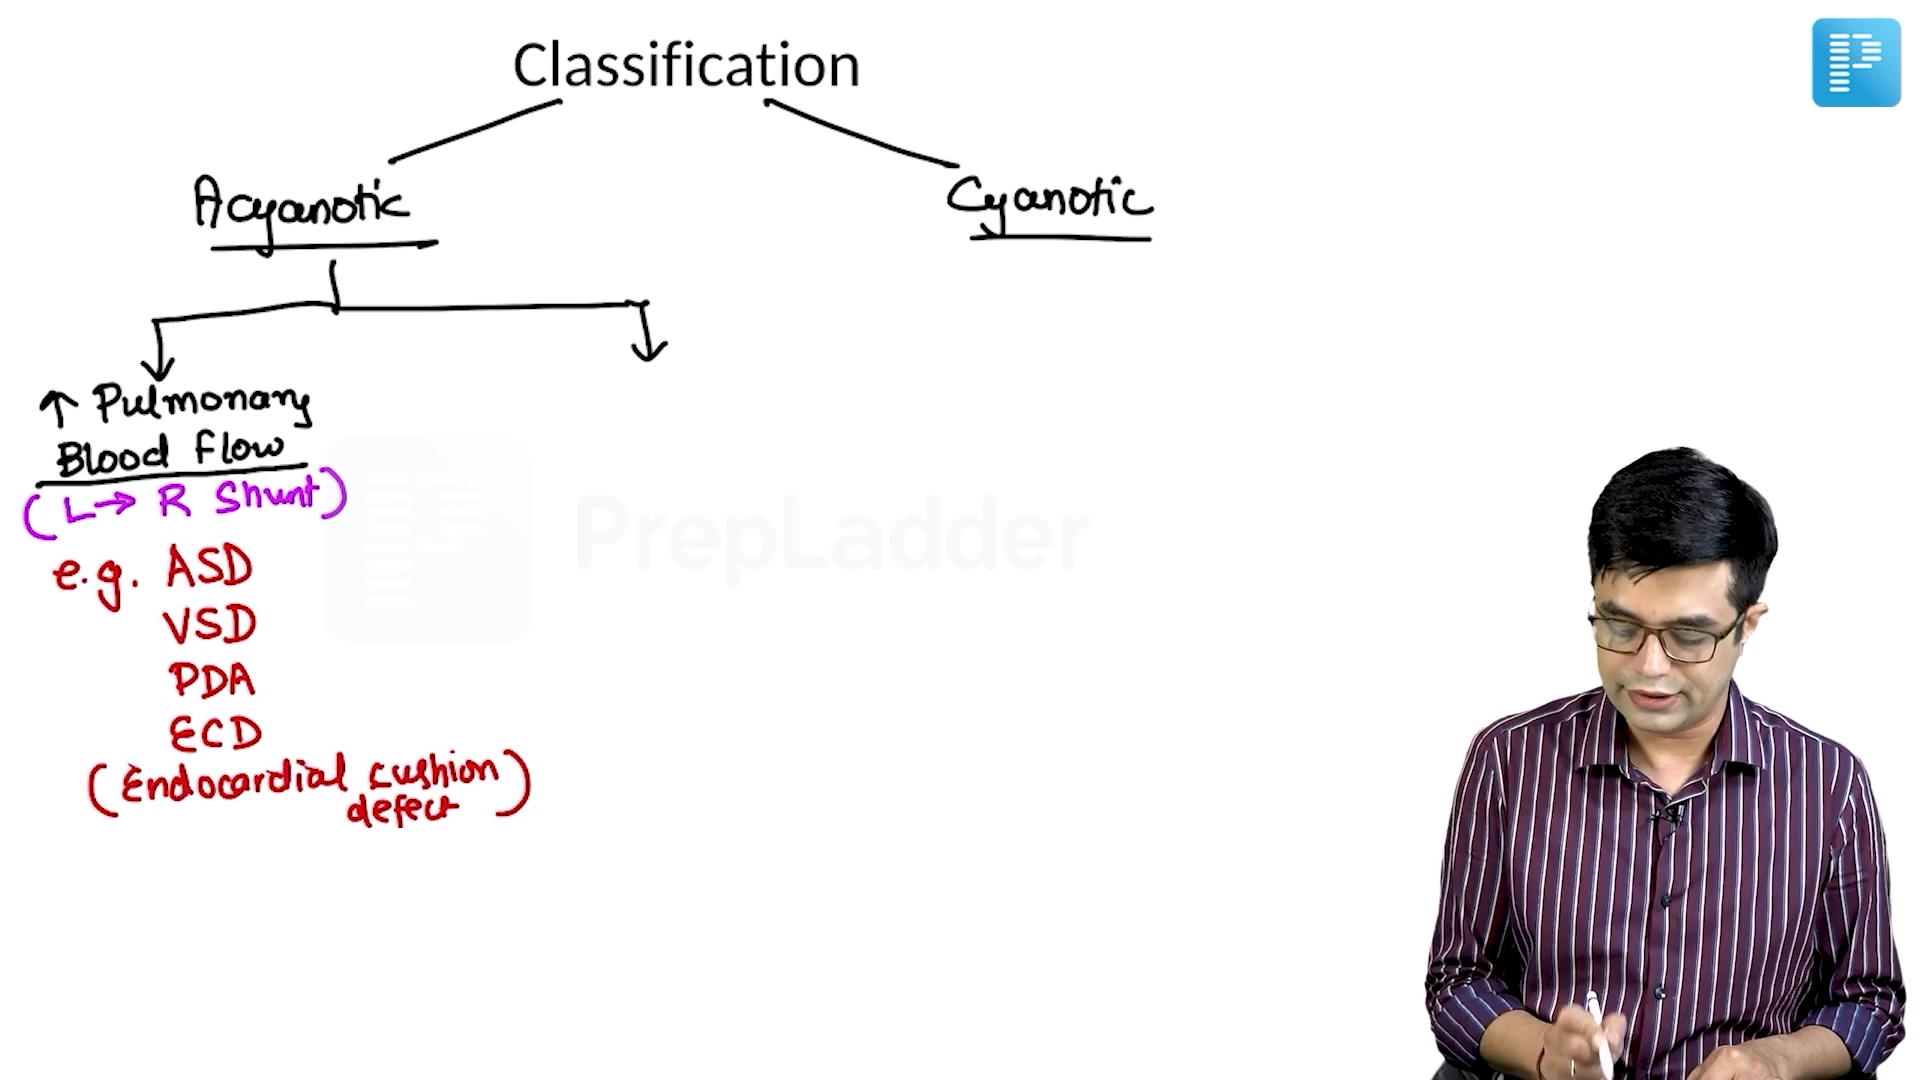 Classification
Acyanotic
Cyanotic
↑ Pulmonary
Blood flow
(L→ R Shunt)
e.g. ASD
VSD
PDA
ECD
(Endocardial cushion
defect)
PrepLadder